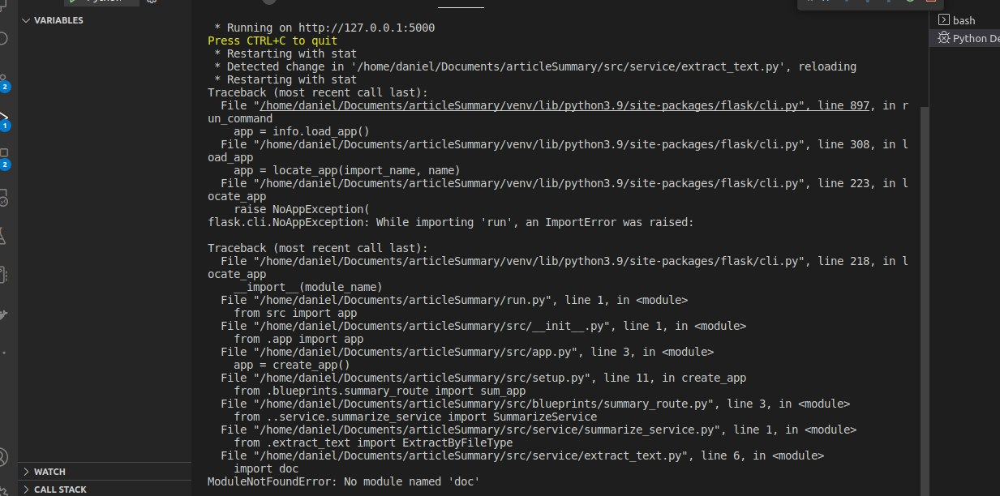 VARIABLES
* Running on http://127.0.0.1:5000
Press CTRL+C to quit
* Restarting with stat
* Detected change in '/home/daniel/Documents/articleSummary/src/service/extract_text.py', reloading
* Restarting with stat
Traceback (most recent call last):
File "/home/daniel/Documents/articleSummary/venv/lib/python3.9/site-packages/flask/cli.py", line 897, in r
un_command
app = info.load_app()
File "/home/daniel/Documents/articleSummary/venv/lib/python3.9/site-packages/flask/cli.py", line 308, in l
oad_app
app = locate_app(import_name, name)
File "/home/daniel/Documents/articleSummary/venv/lib/python3.9/site-packages/flask/cli.py", line 223, in l
ocate_app
raise NoAppException(
flask.cli.NoAppException: While importing 'run', an ImportError was raised:
Traceback (most recent call last):
File "/home/daniel/Documents/articleSummary/venv/lib/python3.9/site-packages/flask/cli.py", line 218, in l
ocate_app
__import__(module_name)
File "/home/daniel/Documents/articleSummary/run.py", line 1, in <module>
from src import app
File "/home/daniel/Documents/articleSummary/src/__init__.py", line 1, in <module>
from .app import app
File "/home/daniel/Documents/articleSummary/src/app.py", line 3, in <module>
app = create_app()
File "/home/daniel/Documents/articleSummary/src/setup.py", line 11, in create_app
from .blueprints.summary_route import sum_app
File "/home/daniel/Documents/articleSummary/src/blueprints/summary_route.py", line 3, in <module>
from ..service.summarize_service import SummarizeService
File "/home/daniel/Documents/articleSummary/src/service/summarize_service.py", line 1, in <module>
from .extract_text import ExtractByFileType
File "/home/daniel/Documents/articleSummary/src/service/extract_text.py", line 6, in <module>
import doc
ModuleNotFoundError: No module named 'doc'
bash
Python De
2
1
2
WATCH
CALL STACK